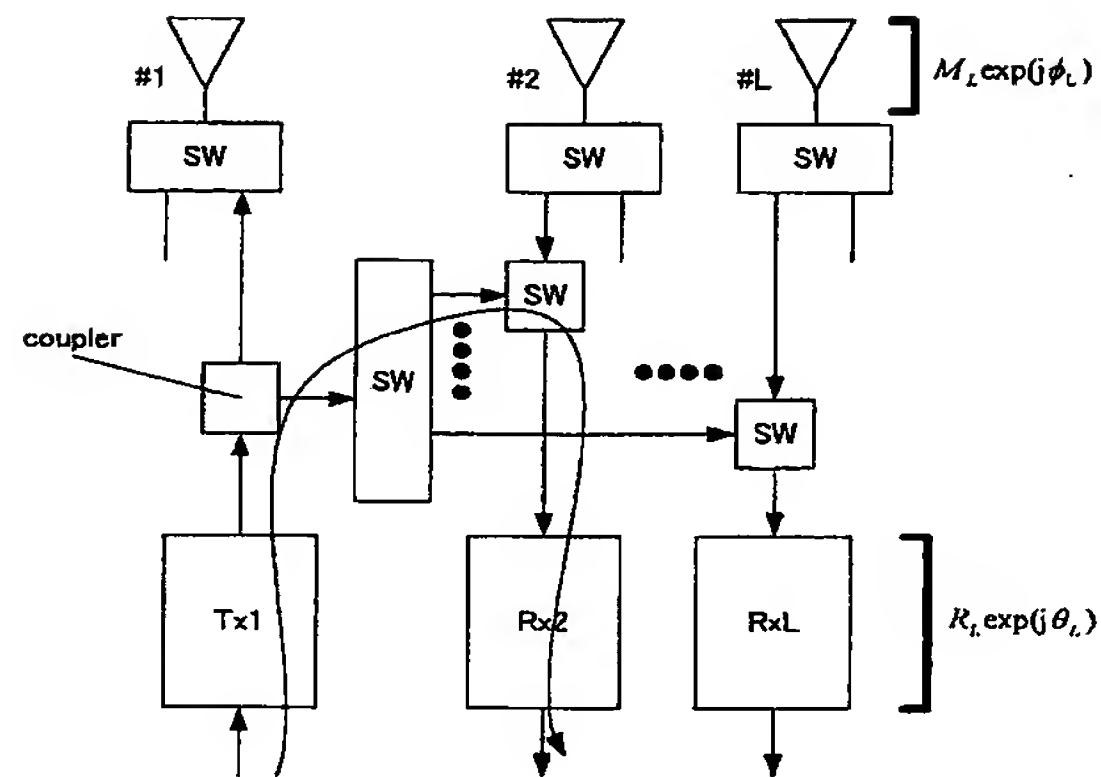 #1
#2
#L
M_L exp(jϕ_L)
SW
SW
SW
SW
coupler
SW
SW
Tx1
Rx2
RxL
R_L exp(jθ_L)